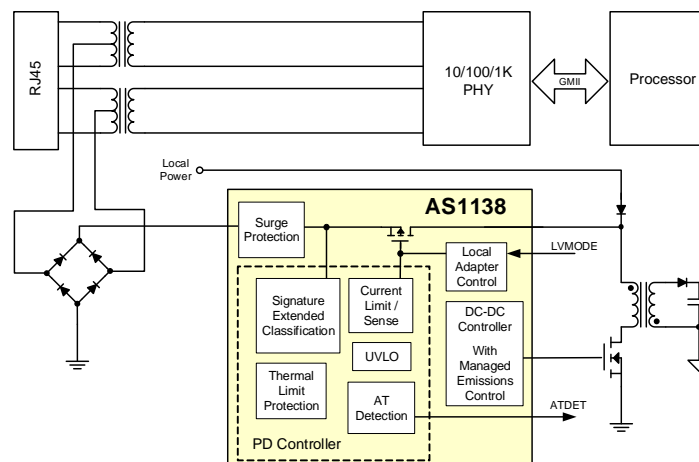 RJ45
10/100/1K
PHY
GMII
Processor
Local
Power
AS1138
Surge
Protection
Local
Adapter
Control
LVMODE
Signature
Extended
Classification
Current
Limit /
Sense
DC-DC
Controller
With
Managed
Emissions
Control
UVLO
Thermal
Limit
Protection
AT
Detection
ATDET
PD Controller